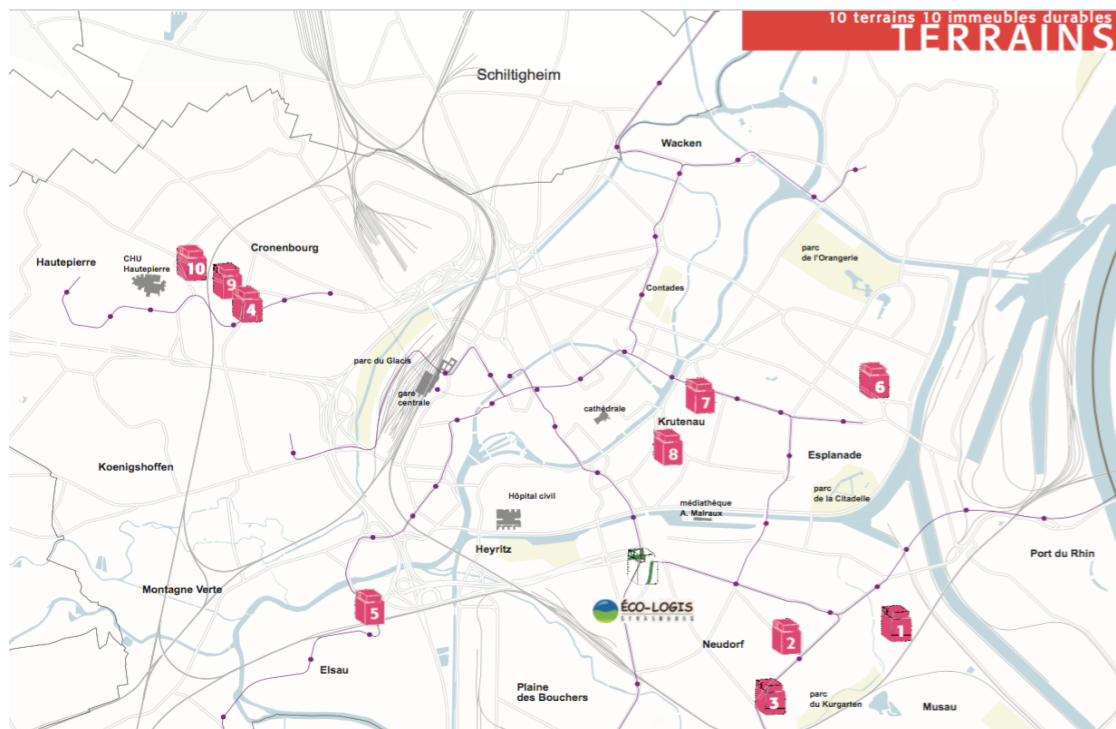 10 terrains 10 immeubles durables
TERRAINS
Schiltigheim
Wacken
Cronenbourg
Hautepierre
CHU
Hautepierre
10
9
4
parc
de l'Orangerie
Contades
parc du Glacis
gare
centrale
cathédrale
7
6
Krutenau
8
Koenigshoffen
Esplanade
parc
de la Citadelle
Hôpital civil
médiathèque
A. Malraux
Heyritz
Port du Rhin
Montagne Verte
5
ÉCO-LOGIS
STRASBOURG
1
2
Neudorf
Elsau
Plaine
des Bouchers
3
parc
du Kurgarten
Musau